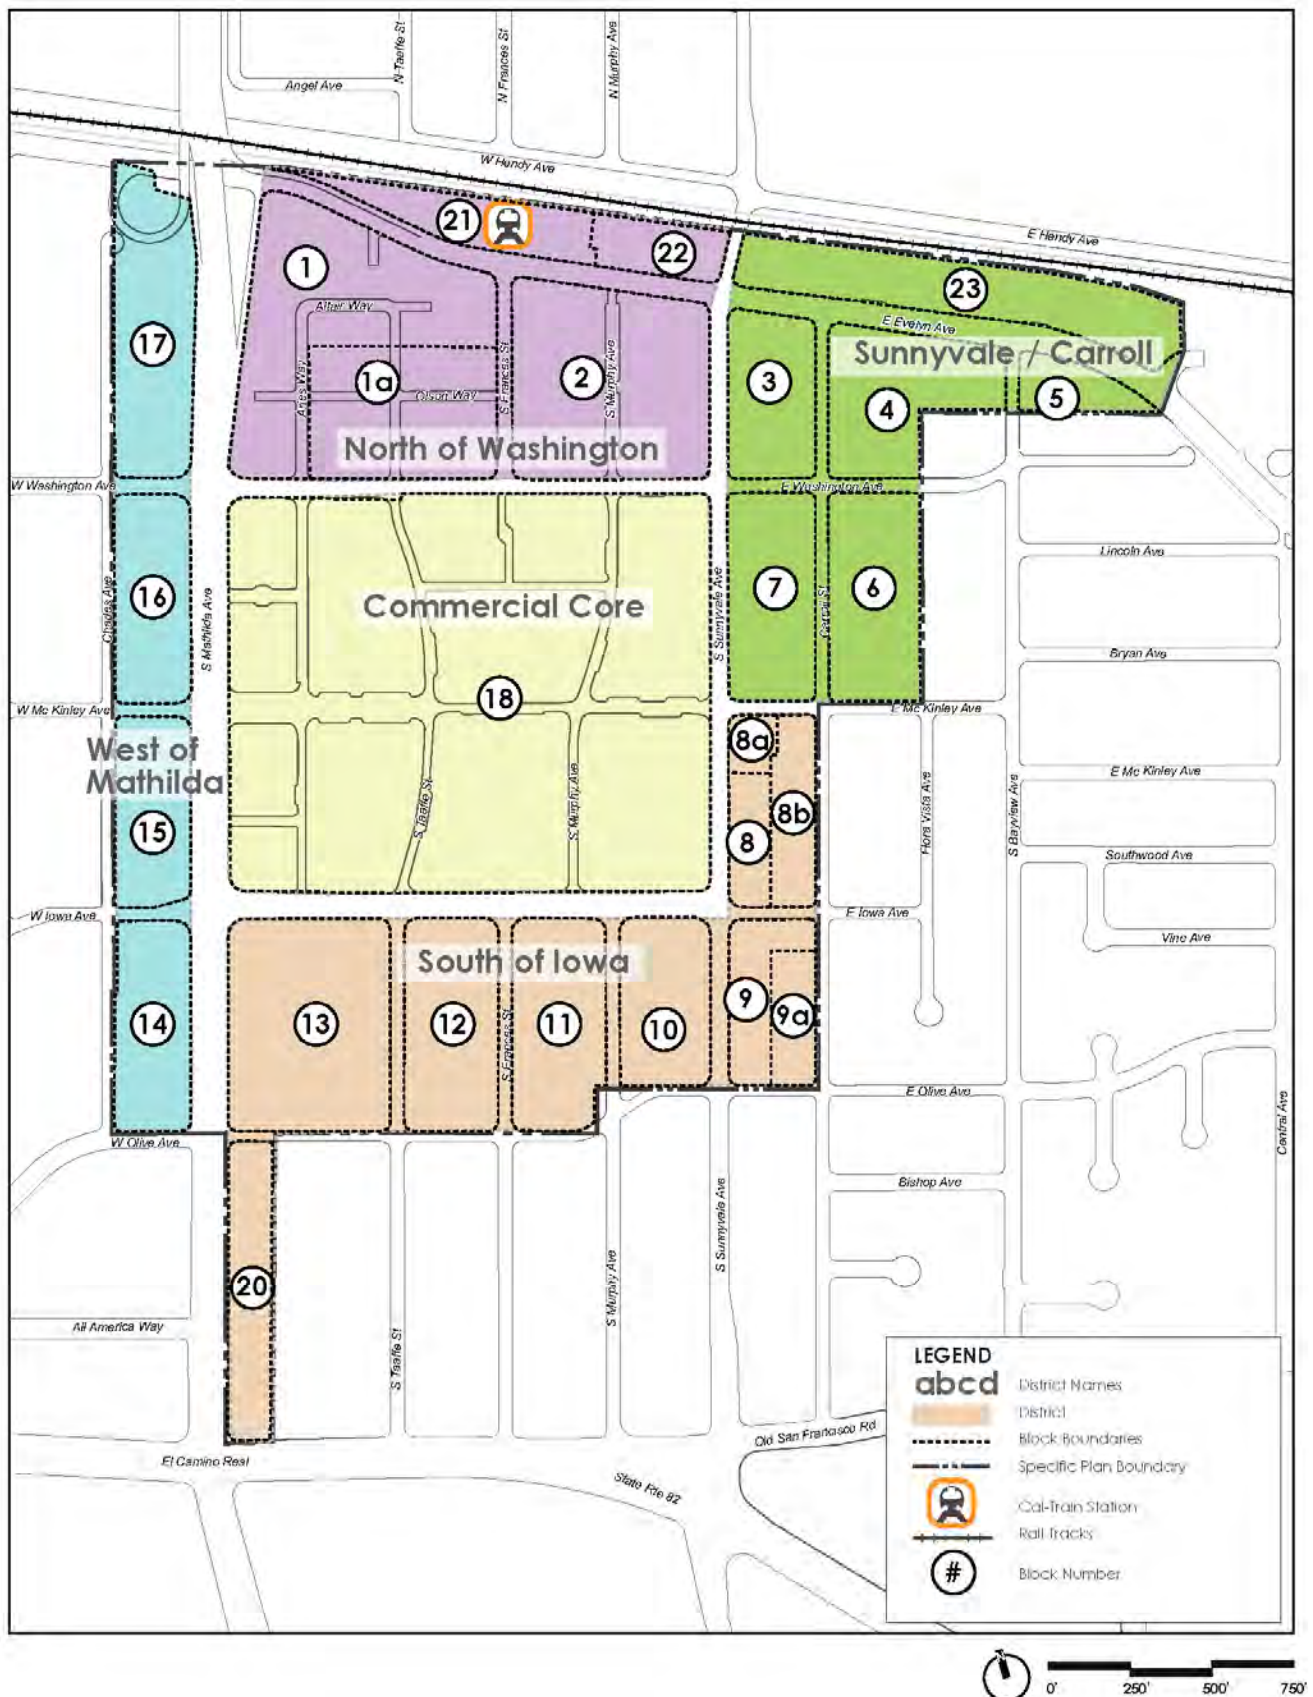 N Taaffe St
N Frances St
N Murphy Ave
Angel Ave
W Hendy Ave
E Hendy Ave
21
22
1
23
Altair Way
E Evelyn Ave
17
Sunnyvale / Carroll
1a
2
3
4
5
Aries Way
Olson Way
S Frances St
S Murphy Ave
North of Washington
W Washington Ave
E Washington Ave
Lincoln Ave
16
Charles Ave
S Mathilda Ave
Commercial Core
S Sunnyvale Ave
7
Carroll St
6
Bryan Ave
18
W Mc Kinley Ave
E Mc Kinley Ave
West of
Mathilda
8a
E Mc Kinley Ave
S Taaffe St
S Murphy Ave
8b
Flora Vista Ave
S Bayview Ave
15
8
Southwood Ave
W Iowa Ave
E Iowa Ave
Vine Ave
South of Iowa
14
13
12
S Frances St
11
10
9
9a
E Olive Ave
Central Ave
W Olive Ave
Bishop Ave
S Sunnyvale Ave
20
S Murphy Ave
All America Way
S Taaffe St
Old San Francisco Rd
El Camino Real
State Rte 82
LEGEND
abcd District Names
District
Block Boundaries
Specific Plan Boundary
Cal-Train Station
Rail Tracks
# Block Number
0' 250' 500' 750'